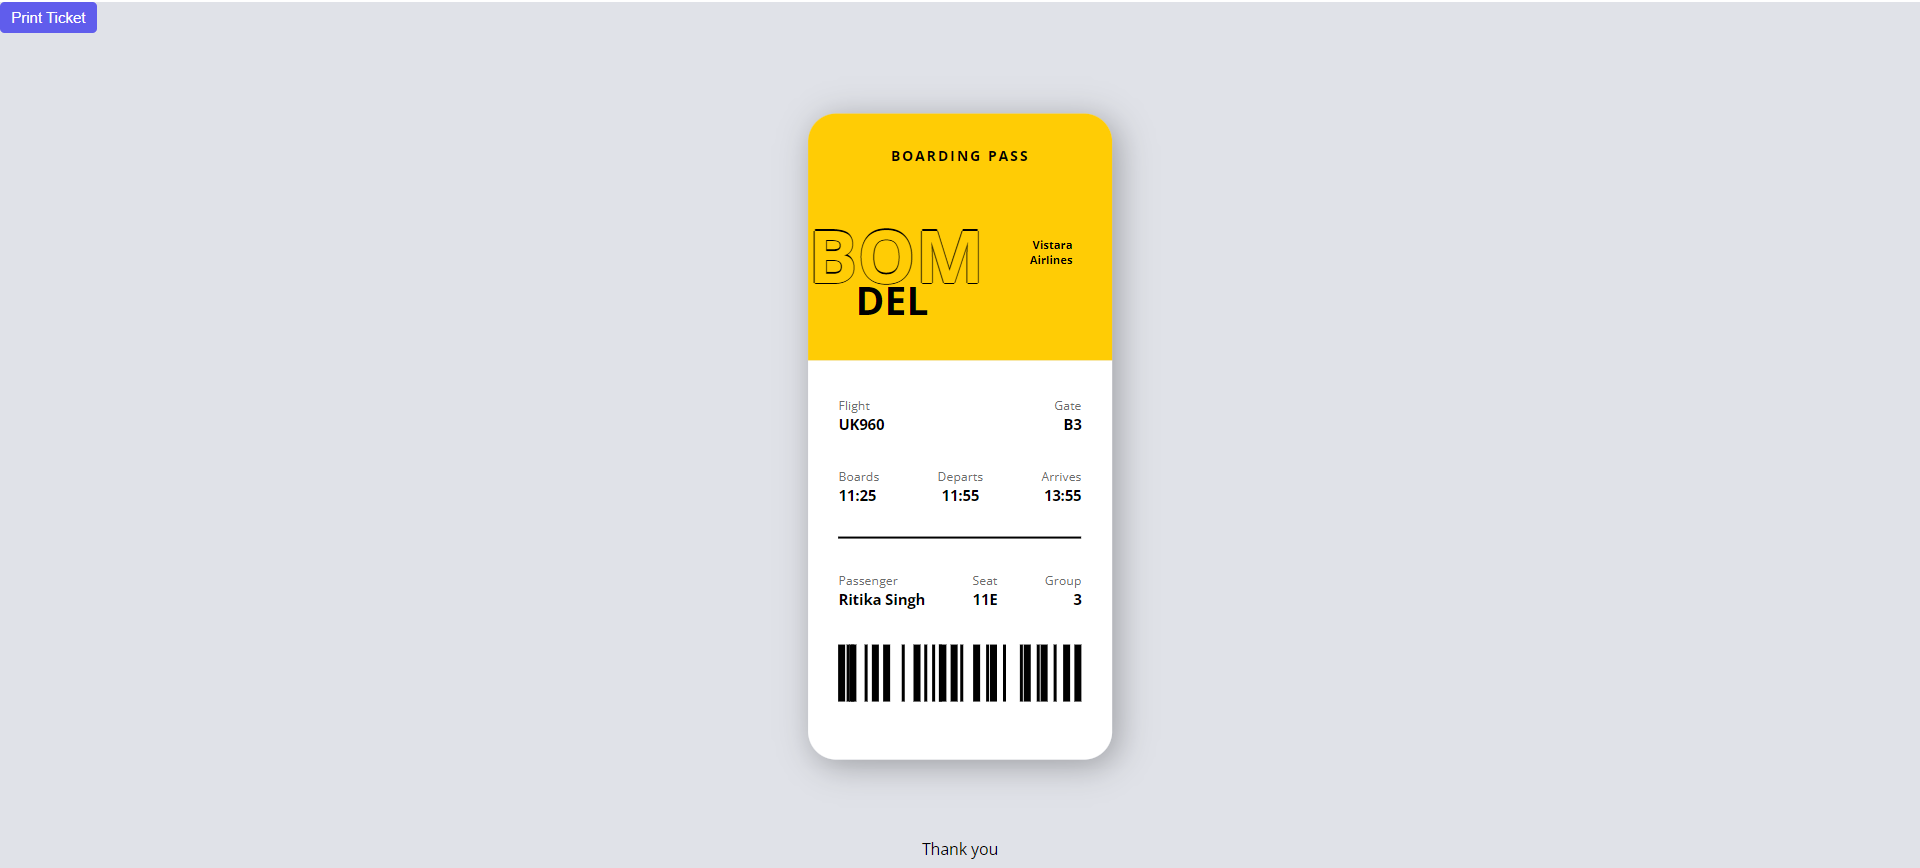 Print Ticket
BOARDING PASS
BOM
Vistara
Airlines
DEL
Flight Gate
UK960 B3
Boards Departs Arrives
11:25 11:55 13:55
Passenger Seat Group
Ritika Singh 11E 3
Thank you